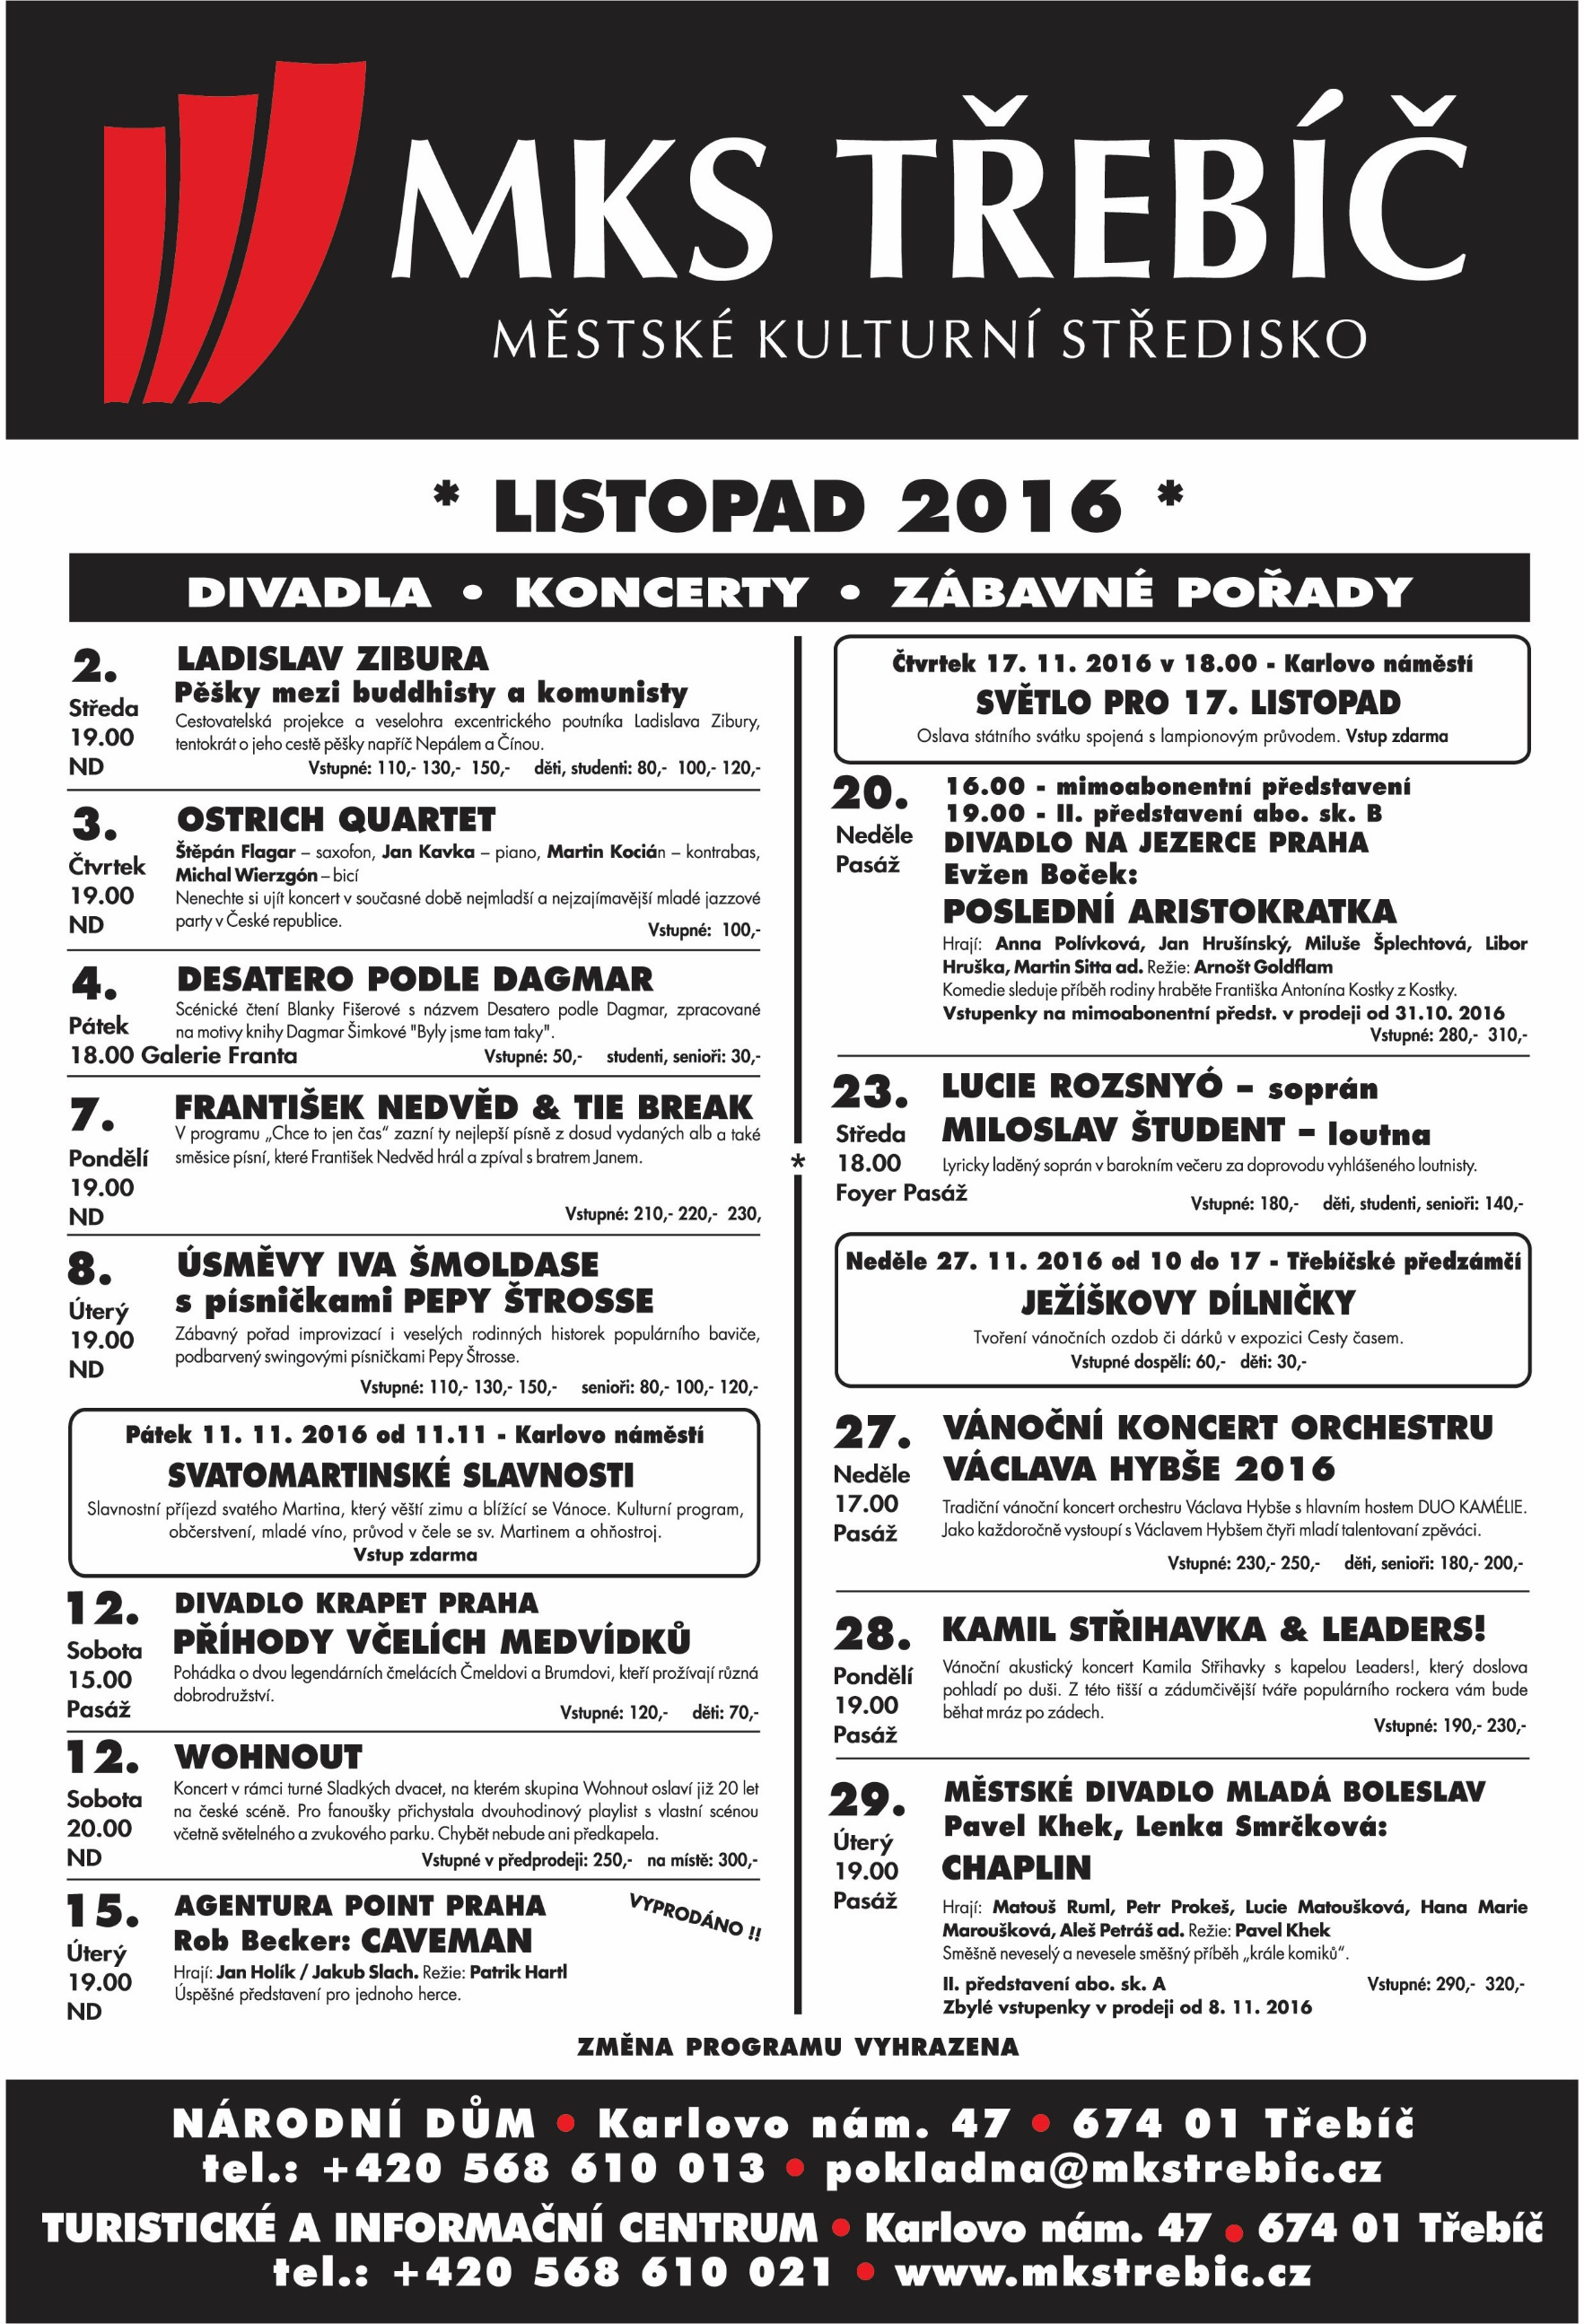 MKS TŘEBÍČ
MĚSTSKÉ KULTURNÍ STŘEDISKO
* LISTOPAD 2016 *
DIVADLA • KONCERTY • ZÁBAVNÉ POŘADY
2.
Středa
19.00
ND
LADISLAV ZIBURA
Pěšky mezi buddhisty a komunisty
Cestovatelská projekce a veselohra excentrického poutníka Ladislava Zibury,
tentokrát o jeho cestě pěšky napříč Nepálem a Čínou.
Vstupné: 110,- 130,- 150,- děti, studenti: 80,- 100,- 120,-
3.
Čtvrtek
19.00
ND
OSTRICH QUARTET
Štěpán Flagar – saxofon, Jan Kavka – piano, Martin Kocián – kontrabas,
Michal Wierzgón – bicí
Nenechte si ujít koncert v současné době nejmladší a nejzajímavější mladé jazzové
party v České republice.
Vstupné: 100,-
4.
Pátek
18.00 Galerie Franta
DESATERO PODLE DAGMAR
Scénické čtení Blanky Fišerové s názvem Desatero podle Dagmar, zpracované
na motivy knihy Dagmar Šimkové "Byly jsme tam taky".
Vstupné: 50,- studenti, senioři: 30,-
7.
Pondělí
19.00
ND
FRANTIŠEK NEDVĚD & TIE BREAK
V programu „Chce to jen čas“ zazní ty nejlepší písně z dosud vydaných alb a také
směsice písní, které František Nedvěd hrál a zpíval s bratrem Janem.
Vstupné: 210,- 220,- 230,
8.
Úterý
19.00
ND
ÚSMĚVY IVA ŠMOLDASE
s písničkami PEPY ŠTROSSE
Zábavný pořad improvizací i veselých rodinných historek populárního baviče,
podbarvený swingovými písničkami Pepy Štrosse.
Vstupné: 110,- 130,- 150,- senioři: 80,- 100,- 120,-
Pátek 11. 11. 2016 od 11.11 - Karlovo náměstí
SVATOMARTINSKÉ SLAVNOSTI
Slavnostní příjezd svatého Martina, který věští zimu a blížící se Vánoce. Kulturní program,
občerstvení, mladé víno, průvod v čele se sv. Martinem a ohňostroj.
Vstup zdarma
12.
Sobota
15.00
Pasáž
DIVADLO KRAPET PRAHA
PŘÍHODY VČELÍCH MEDVÍDKŮ
Pohádka o dvou legendárních čmelácích Čmeldovi a Brumdovi, kteří prožívají různá
dobrodružství.
Vstupné: 120,- děti: 70,-
12.
Sobota
20.00
ND
WOHNOUT
Koncert v rámci turné Sladkých dvacet, na kterém skupina Wohnout oslaví již 20 let
na české scéně. Pro fanoušky přichystala dvouhodinový playlist s vlastní scénou
včetně světelného a zvukového parku. Chybět nebude ani předkapela.
Vstupné v předprodeji: 250,- na místě: 300,-
15.
Úterý
19.00
ND
AGENTURA POINT PRAHA
Rob Becker: CAVEMAN
VYPRODÁNO !!
Hrají: Jan Holík / Jakub Slach. Režie: Patrik Hartl
Úspěšné představení pro jednoho herce.
*
Čtvrtek 17. 11. 2016 v 18.00 - Karlovo náměstí
SVĚTLO PRO 17. LISTOPAD
Oslava státního svátku spojená s lampionovým průvodem. Vstup zdarma
20.
Neděle
Pasáž
16.00 - mimoabonentní představení
19.00 - II. představení abo. sk. B
DIVADLO NA JEZERCE PRAHA
Evžen Boček:
POSLEDNÍ ARISTOKRATKA
Hrají: Anna Polívková, Jan Hrušínský, Miluše Šplechtová, Libor
Hruška, Martin Sitta ad. Režie: Arnošt Goldflam
Komedie sleduje příběh rodiny hraběte Františka Antonína Kostky z Kostky.
Vstupenky na mimoabonentní předst. v prodeji od 31.10. 2016
Vstupné: 280,- 310,-
23.
Středa
18.00
Foyer Pasáž
LUCIE ROZSNYÓ – soprán
MILOSLAV ŠTUDENT – loutna
Lyricky laděný soprán v barokním večeru za doprovodu vyhlášeného loutnisty.
Vstupné: 180,- děti, studenti, senioři: 140,-
Neděle 27. 11. 2016 od 10 do 17 - Třebíčské předzámčí
JEŽÍŠKOVY DÍLNIČKY
Tvoření vánočních ozdob či dárků v expozici Cesty časem.
Vstupné dospělí: 60,- děti: 30,-
27.
Neděle
17.00
Pasáž
VÁNOČNÍ KONCERT ORCHESTRU
VÁCLAVA HYBŠE 2016
Tradiční vánoční koncert orchestru Václava Hybše s hlavním hostem DUO KAMÉLIE.
Jako každoročně vystoupí s Václavem Hybšem čtyři mladí talentovaní zpěváci.
Vstupné: 230,- 250,- děti, senioři: 180,- 200,-
28.
Pondělí
19.00
Pasáž
KAMIL STŘIHAVKA & LEADERS!
Vánoční akustický koncert Kamila Střihavky s kapelou Leaders!, který doslova
pohladí po duši. Z této tišší a zádumčivější tváře populárního rockera vám bude
běhat mráz po zádech.
Vstupné: 190,- 230,-
29.
Úterý
19.00
Pasáž
MĚSTSKÉ DIVADLO MLADÁ BOLESLAV
Pavel Khek, Lenka Smrčková:
CHAPLIN
Hrají: Matouš Ruml, Petr Prokeš, Lucie Matoušková, Hana Marie
Maroušková, Aleš Petráš ad. Režie: Pavel Khek
Směšně neveselý a nevesele směšný příběh „krále komiků“.
II. představení abo. sk. A Vstupné: 290,- 320,-
Zbylé vstupenky v prodeji od 8. 11. 2016
ZMĚNA PROGRAMU VYHRAZENA
NÁRODNÍ DŮM • Karlovo nám. 47 • 674 01 Třebíč
tel.: +420 568 610 013 • pokladna@mkstrebic.cz
TURISTICKÉ A INFORMAČNÍ CENTRUM • Karlovo nám. 47 • 674 01 Třebíč
tel.: +420 568 610 021 • www.mkstrebic.cz